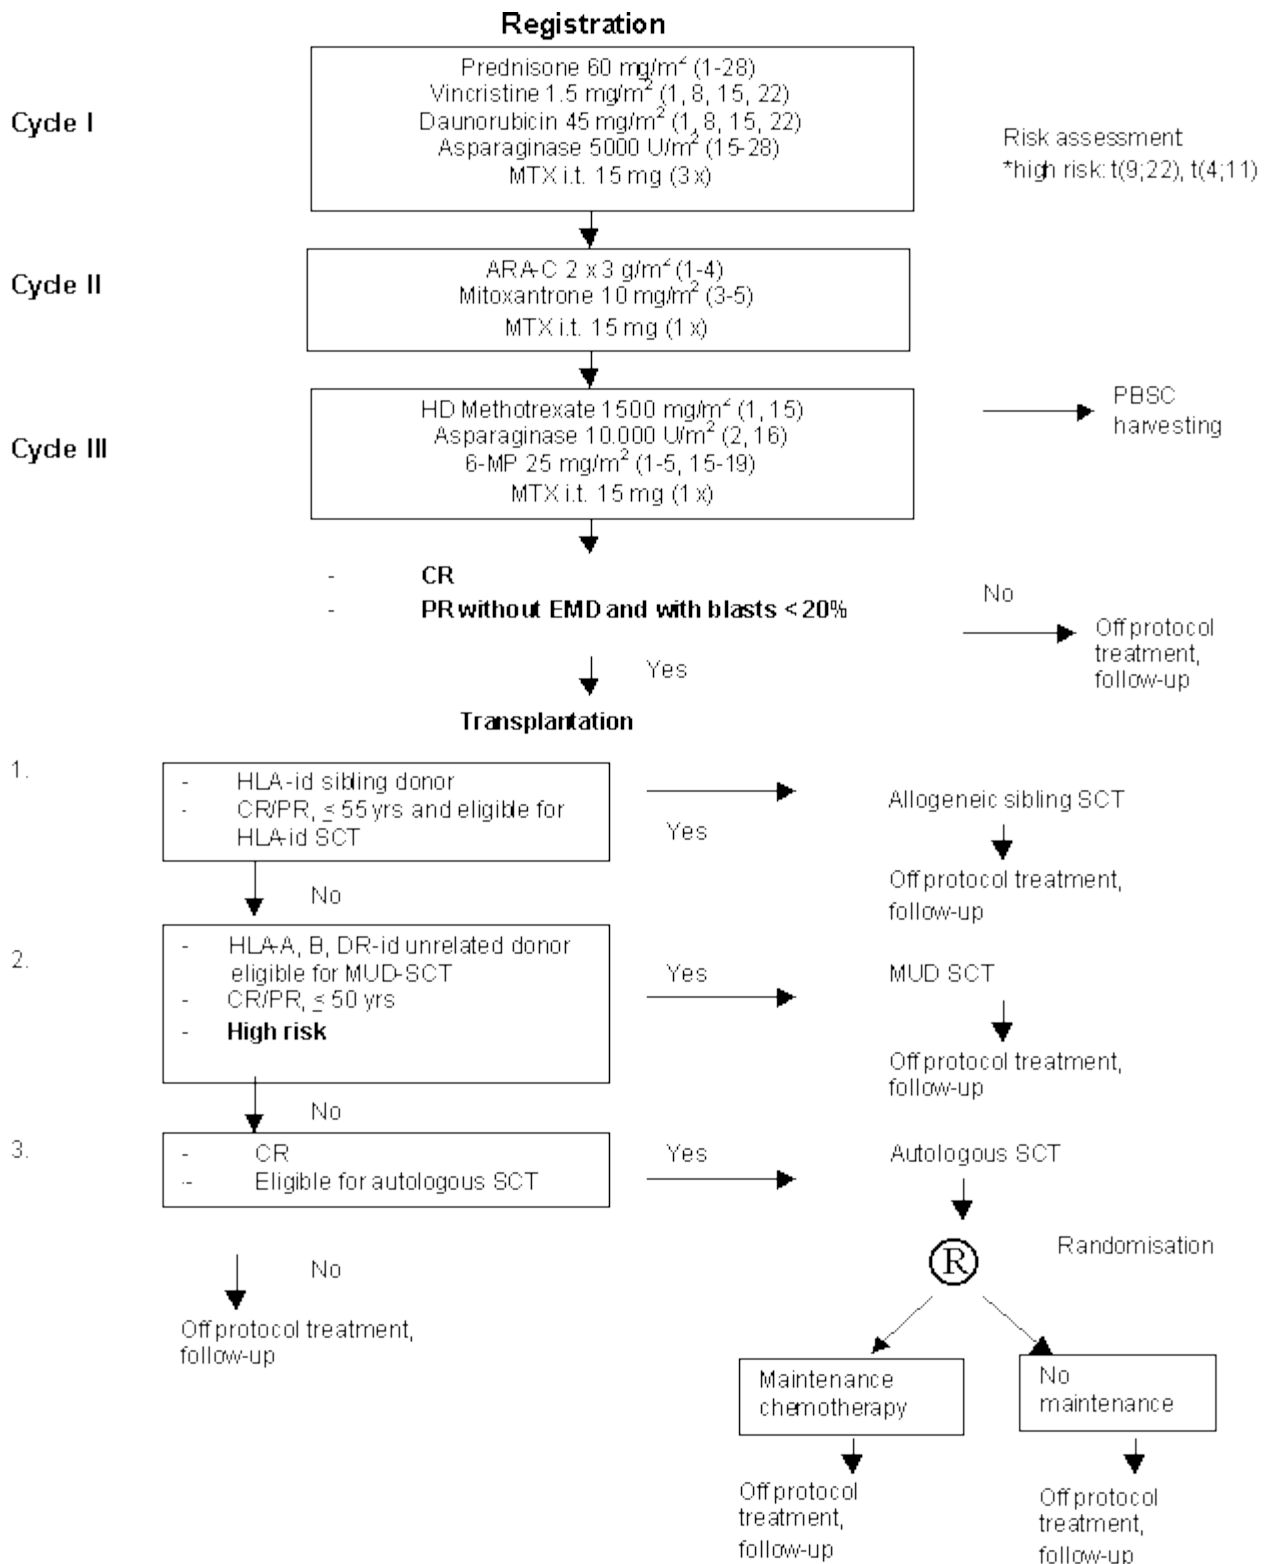 Registration
Cycle I
Prednisone 60 mg/m² (1-28)
Vincristine 1.5 mg/m² (1, 8, 15, 22)
Daunorubicin 45 mg/m² (1, 8, 15, 22)
Asparaginase 5000 U/m² (15-28)
MTX i.t. 15 mg (3x)
Risk assessment
*high risk: t(9;22), t(4;11)
Cycle II
ARA-C 2 x 3 g/m² (1-4)
Mitoxantrone 10 mg/m² (3-5)
MTX i.t. 15 mg (1 x)
Cycle III
HD Methotrexate 1500 mg/m² (1, 15)
Asparaginase 10.000 U/m² (2, 16)
6-MP 25 mg/m² (1-5, 15-19)
MTX i.t. 15 mg (1 x)
PBSC
harvesting
- CR
- PR without EMD and with blasts < 20%
No
Off protocol
treatment,
follow-up
Yes
Transplantation
1.
- HLA-id sibling donor
- CR/PR, ≤ 55 yrs and eligible for
HLA-id SCT
Yes
Allogeneic sibling SCT
Off protocol treatment,
follow-up
No
2.
- HLA-A, B, DR-id unrelated donor
eligible for MUD-SCT
- CR/PR, ≤ 50 yrs
- High risk
Yes
MUD SCT
Off protocol treatment,
follow-up
No
3.
- CR
- Eligible for autologous SCT
Yes
Autologous SCT
R
Randomisation
No
Off protocol treatment,
follow-up
Maintenance
chemotherapy
No
maintenance
Off protocol
treatment,
follow-up
Off protocol
treatment,
follow-up